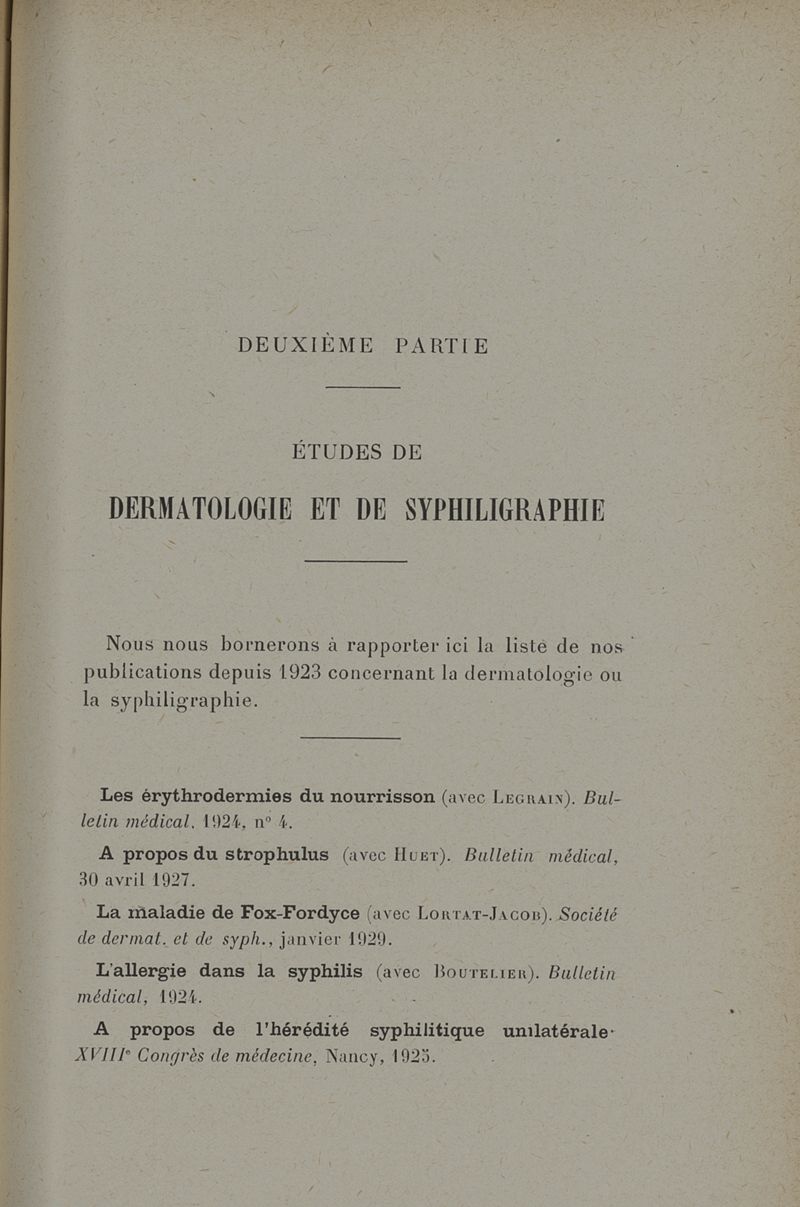 DEUXIÈME PARTIE
ÉTUDES DE
DERMATOLOGIE ET DE SYPHILIGRAPHIE
Nous nous bornerons à rapporter ici la liste de nos
publications depuis 1923 concernant la dermatologie ou
la syphiligraphie.
Les érythrodermies du nourrisson (avec LEGRAIN). Bul-
letin médical, 1924, n° 4.
A propos du strophulus (avec HUET). Bulletin médical,
30 avril 1927.
La maladie de Fox-Fordyce (avec LORTAT-JACOB). Société
de dermat. et de syph., janvier 1929.
L'allergie dans la syphilis (avec BOUTELIER). Bulletin
médical, 1924.
A propos de l'hérédité syphilitique unilatérale.
XVIIIe Congrès de médecine, Nancy, 1925.